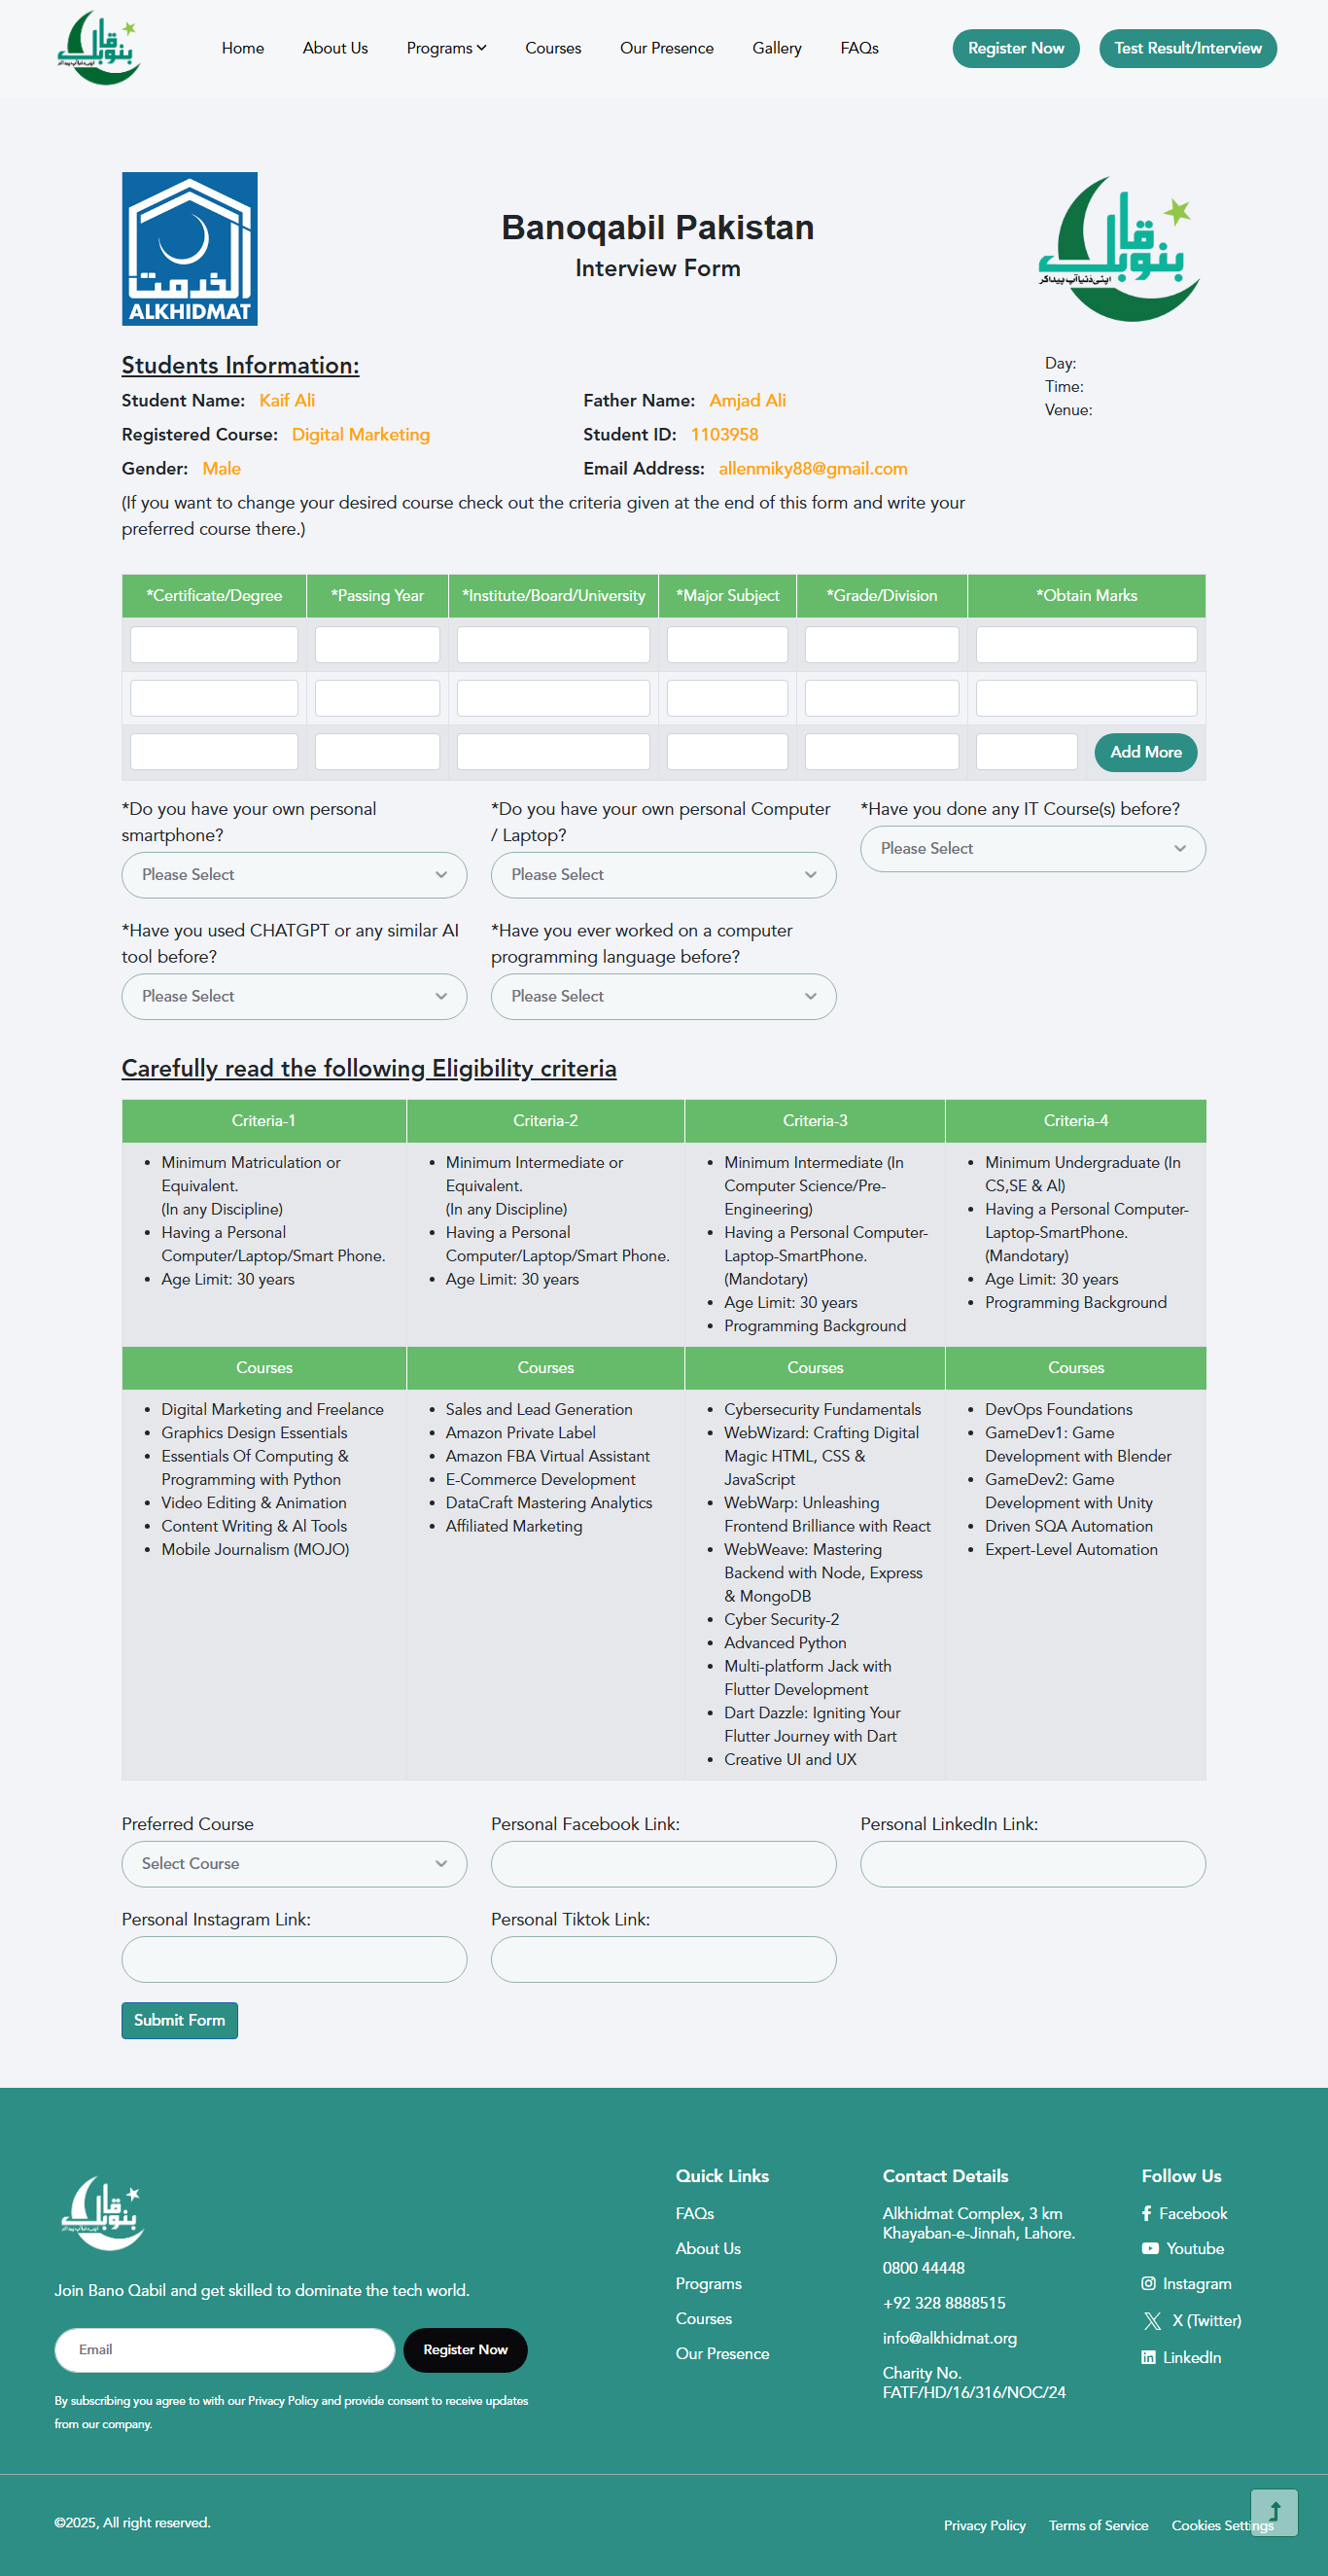 بنو قابل
اپنی دنیا آپ پیدا کر
Home
About Us
Programs
Courses
Our Presence
Gallery
FAQs
Register Now
Test Result/Interview
الخدمت
ALKHIDMAT
Banoqabil Pakistan
Interview Form
بنو قابل
اپنی دنیا آپ پیدا کر
Students Information:
Day:
Time:
Venue:
Student Name: Kaif Ali
Father Name: Amjad Ali
Registered Course: Digital Marketing
Student ID: 1103958
Gender: Male
Email Address: allenmiky88@gmail.com
(If you want to change your desired course check out the criteria given at the end of this form and write your
preferred course there.)
*Certificate/Degree
*Passing Year
*Institute/Board/University
*Major Subject
*Grade/Division
*Obtain Marks
Add More
*Do you have your own personal
smartphone?
Please Select
*Do you have your own personal Computer
/ Laptop?
Please Select
*Have you done any IT Course(s) before?
Please Select
*Have you used CHATGPT or any similar AI
tool before?
Please Select
*Have you ever worked on a computer
programming language before?
Please Select
Carefully read the following Eligibility criteria
Criteria-1
Criteria-2
Criteria-3
Criteria-4
• Minimum Matriculation or
Equivalent.
(In any Discipline)
• Having a Personal
Computer/Laptop/Smart Phone.
• Age Limit: 30 years
• Minimum Intermediate or
Equivalent.
(In any Discipline)
• Having a Personal
Computer/Laptop/Smart Phone.
• Age Limit: 30 years
• Minimum Intermediate (In
Computer Science/Pre-
Engineering)
• Having a Personal Computer-
Laptop-SmartPhone.
(Mandotary)
• Age Limit: 30 years
• Programming Background
• Minimum Undergraduate (In
CS,SE & AI)
• Having a Personal Computer-
Laptop-SmartPhone.
(Mandotary)
• Age Limit: 30 years
• Programming Background
Courses
Courses
Courses
Courses
• Digital Marketing and Freelance
• Graphics Design Essentials
• Essentials Of Computing &
Programming with Python
• Video Editing & Animation
• Content Writing & AI Tools
• Mobile Journalism (MOJO)
• Sales and Lead Generation
• Amazon Private Label
• Amazon FBA Virtual Assistant
• E-Commerce Development
• DataCraft Mastering Analytics
• Affiliated Marketing
• Cybersecurity Fundamentals
• WebWizard: Crafting Digital
Magic HTML, CSS &
JavaScript
• WebWarp: Unleashing
Frontend Brilliance with React
• WebWeave: Mastering
Backend with Node, Express
& MongoDB
• Cyber Security-2
• Advanced Python
• Multi-platform Jack with
Flutter Development
• Dart Dazzle: Igniting Your
Flutter Journey with Dart
• Creative UI and UX
• DevOps Foundations
• GameDev1: Game
Development with Blender
• GameDev2: Game
Development with Unity
• Driven SQA Automation
• Expert-Level Automation
Preferred Course
Select Course
Personal Facebook Link:
Personal LinkedIn Link:
Personal Instagram Link:
Personal Tiktok Link:
Submit Form
بنو قابل
اپنی دنیا آپ پیدا کر
Join Bano Qabil and get skilled to dominate the tech world.
Email
Register Now
By subscribing you agree to with our Privacy Policy and provide consent to receive updates
from our company.
Quick Links
FAQs
About Us
Programs
Courses
Our Presence
Contact Details
Alkhidmat Complex, 3 km
Khayaban-e-Jinnah, Lahore.
0800 44448
+92 328 8888515
info@alkhidmat.org
Charity No.
FATF/HD/16/316/NOC/24
Follow Us
Facebook
Youtube
Instagram
X (Twitter)
LinkedIn
©2025, All right reserved.
Privacy Policy
Terms of Service
Cookies Settings